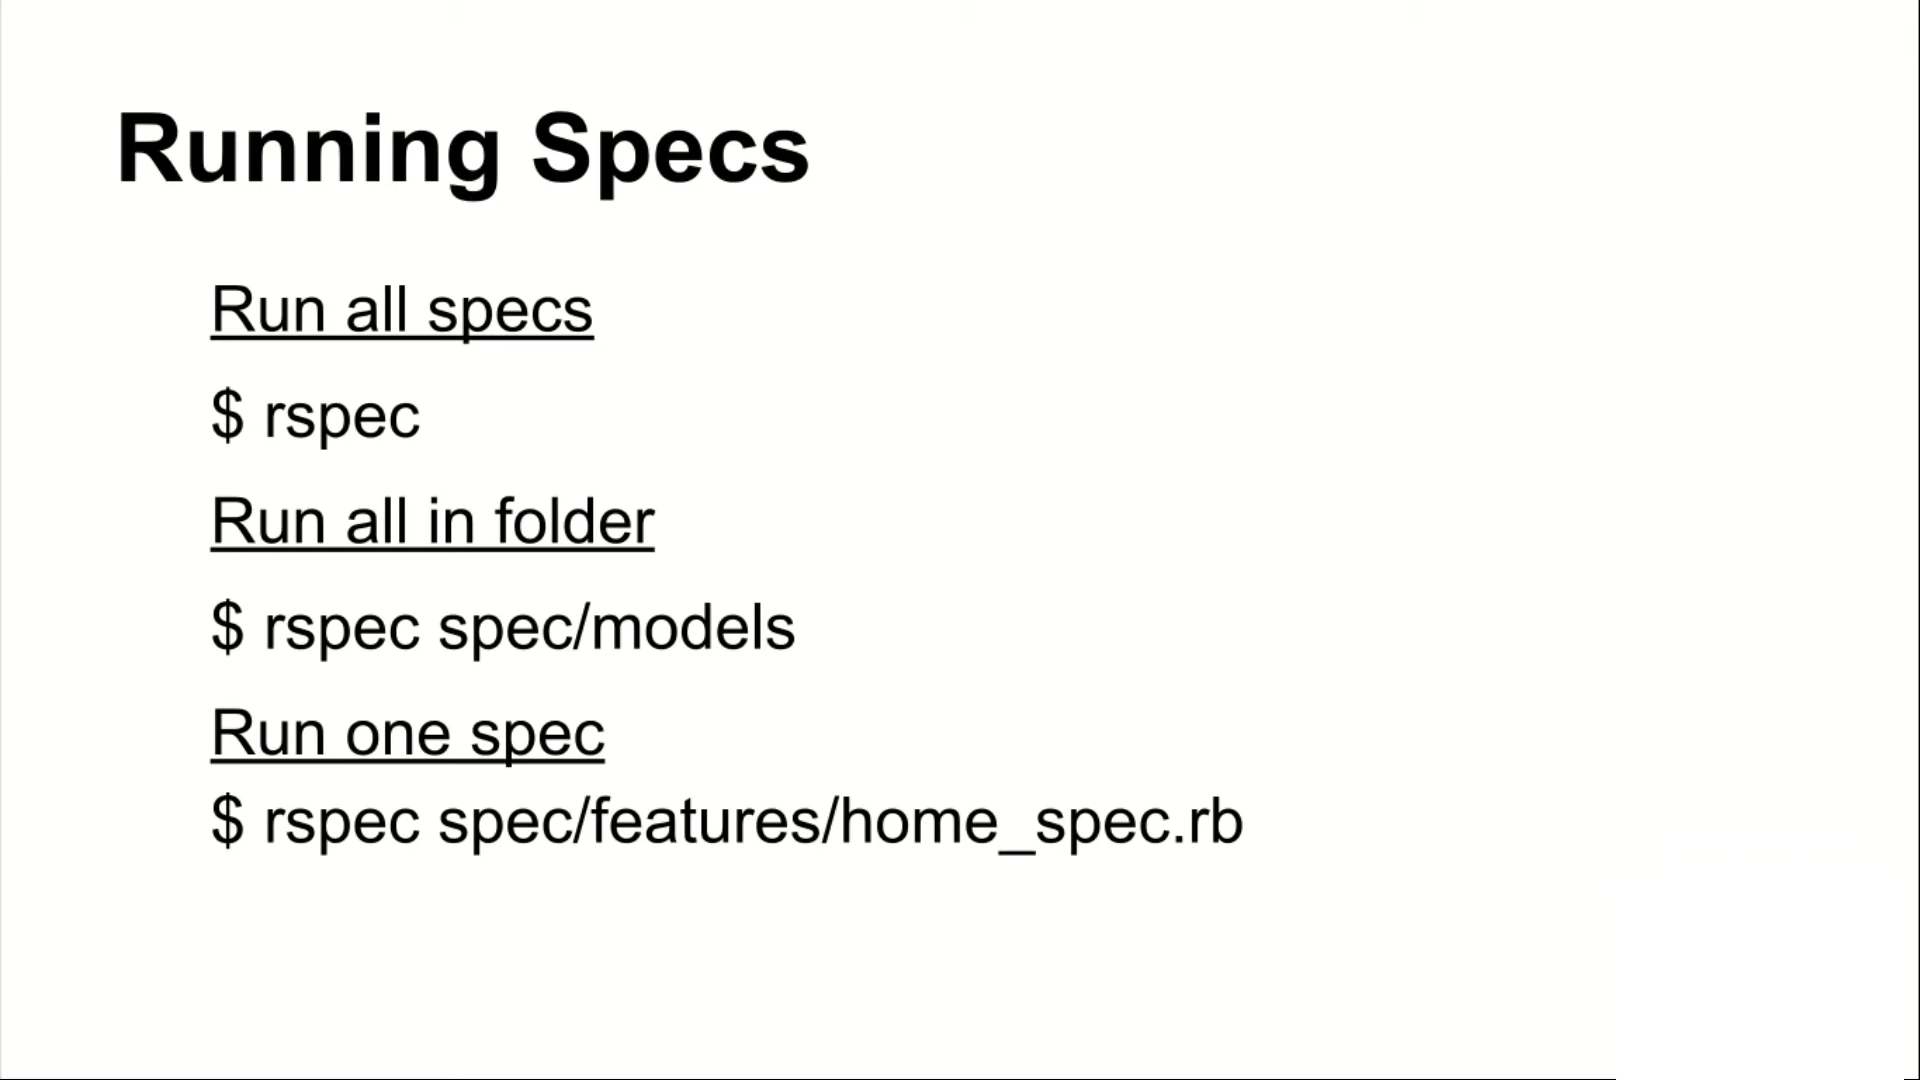 Running Specs
Run all specs
$ rspec
Run all in folder
$ rspec spec/models
Run one spec
$ rspec spec/features/home_spec.rb